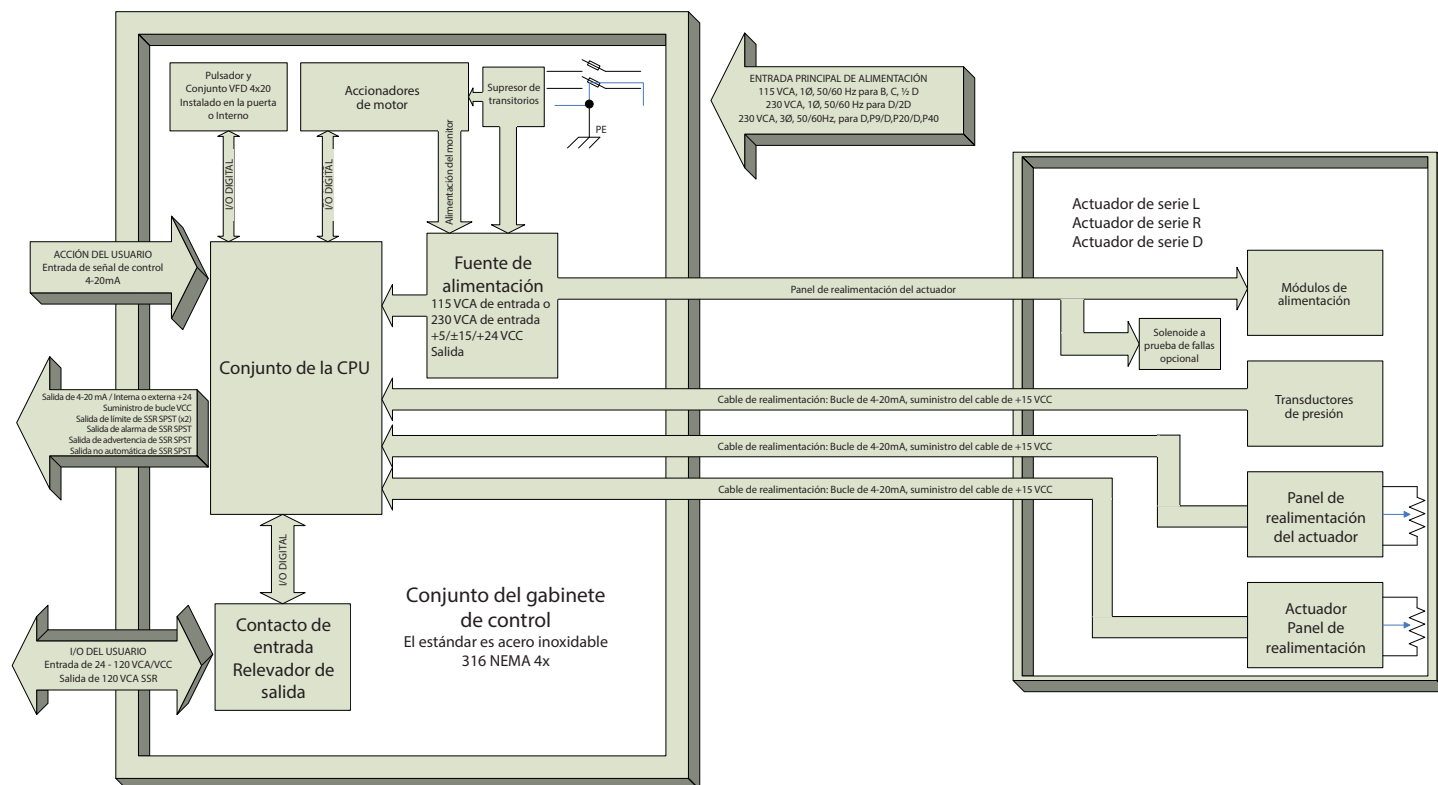 Pulsador y
Conjunto VFD 4x20
Instalado en la puerta
o Interno
Accionadores
de motor
Supresor de
transitorios
PE
ENTRADA PRINCIPAL DE ALIMENTACIÓN
115 VCA, 1Ø, 50/60 Hz para B, C, ½ D
230 VCA, 1Ø, 50/60 Hz para D/2D
230 VCA, 3Ø, 50/60Hz, para D,P9/D,P20/D,P40
I/O DIGITAL
I/O DIGITAL
Alimentación del monitor
ACCIÓN DEL USUARIO
Entrada de señal de control
4-20mA
Fuente de
alimentación
115 VCA de entrada o
230 VCA de entrada
+5/±15/+24 VCC
Salida
Panel de realimentación del actuador
Actuador de serie L
Actuador de serie R
Actuador de serie D
Módulos de
alimentación
Solenoide a
prueba de fallas
opcional
Conjunto de la CPU
Salida de 4-20 mA / Interna o externa +24
Suministro de bucle VCC
Salida de límite de SSR SPST (x2)
Salida de alarma de SSR SPST
Salida de advertencia de SSR SPST
Salida no automática de SSR SPST
Cable de realimentación: Bucle de 4-20mA, suministro del cable de +15 VCC
Transductores
de presión
Cable de realimentación: Bucle de 4-20mA, suministro del cable de +15 VCC
Cable de realimentación: Bucle de 4-20mA, suministro del cable de +15 VCC
Panel de
realimentación
del actuador
I/O DIGITAL
Conjunto del gabinete
de control
El estándar es acero inoxidable
316 NEMA 4x
Contacto de
entrada
Relevador de
salida
I/O DEL USUARIO
Entrada de 24 - 120 VCA/VCC
Salida de 120 VCA SSR
Actuador
Panel de
realimentación